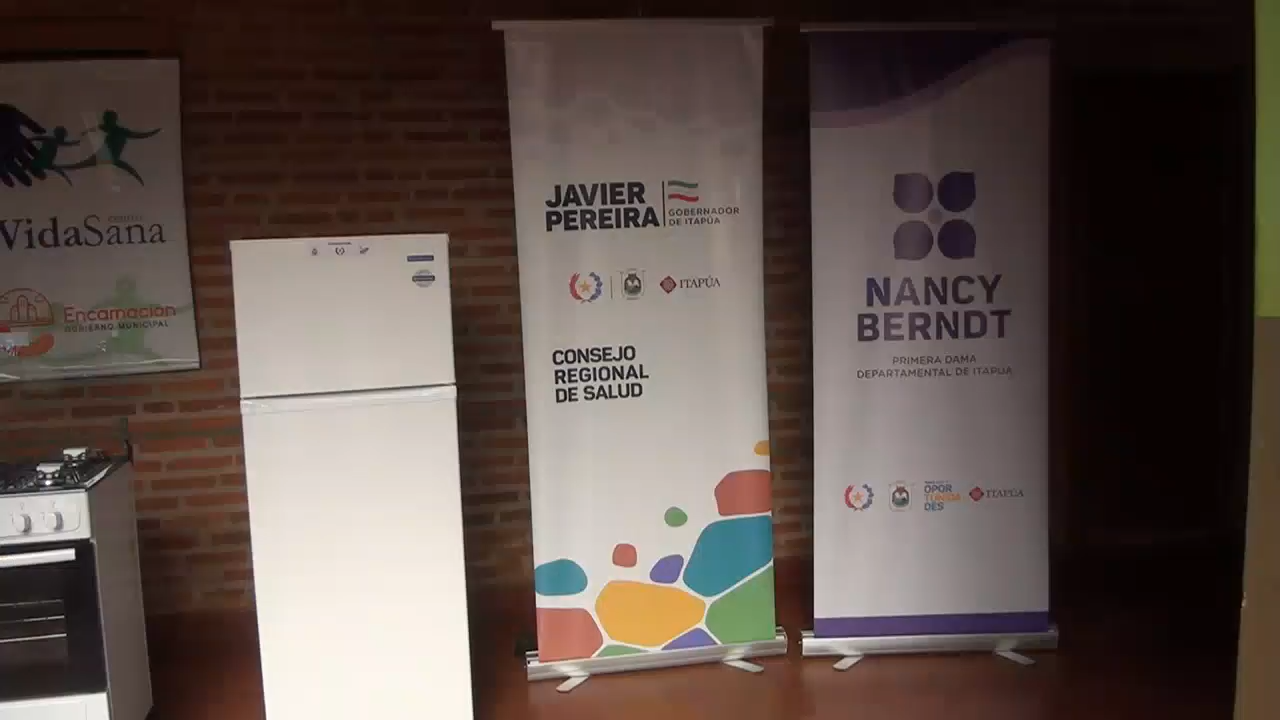 centro
VidaSana
Encarnación
GOBIERNO MUNICIPAL
JAVIER
PEREIRA
GOBERNADOR
DE ITAPÚA
ITAPÚA
CONSEJO
REGIONAL
DE SALUD
NANCY
BERNDT
PRIMERA DAMA
DEPARTAMENTAL DE ITAPÚA
OPOR
TUNIDA
DES
ITAPÚA